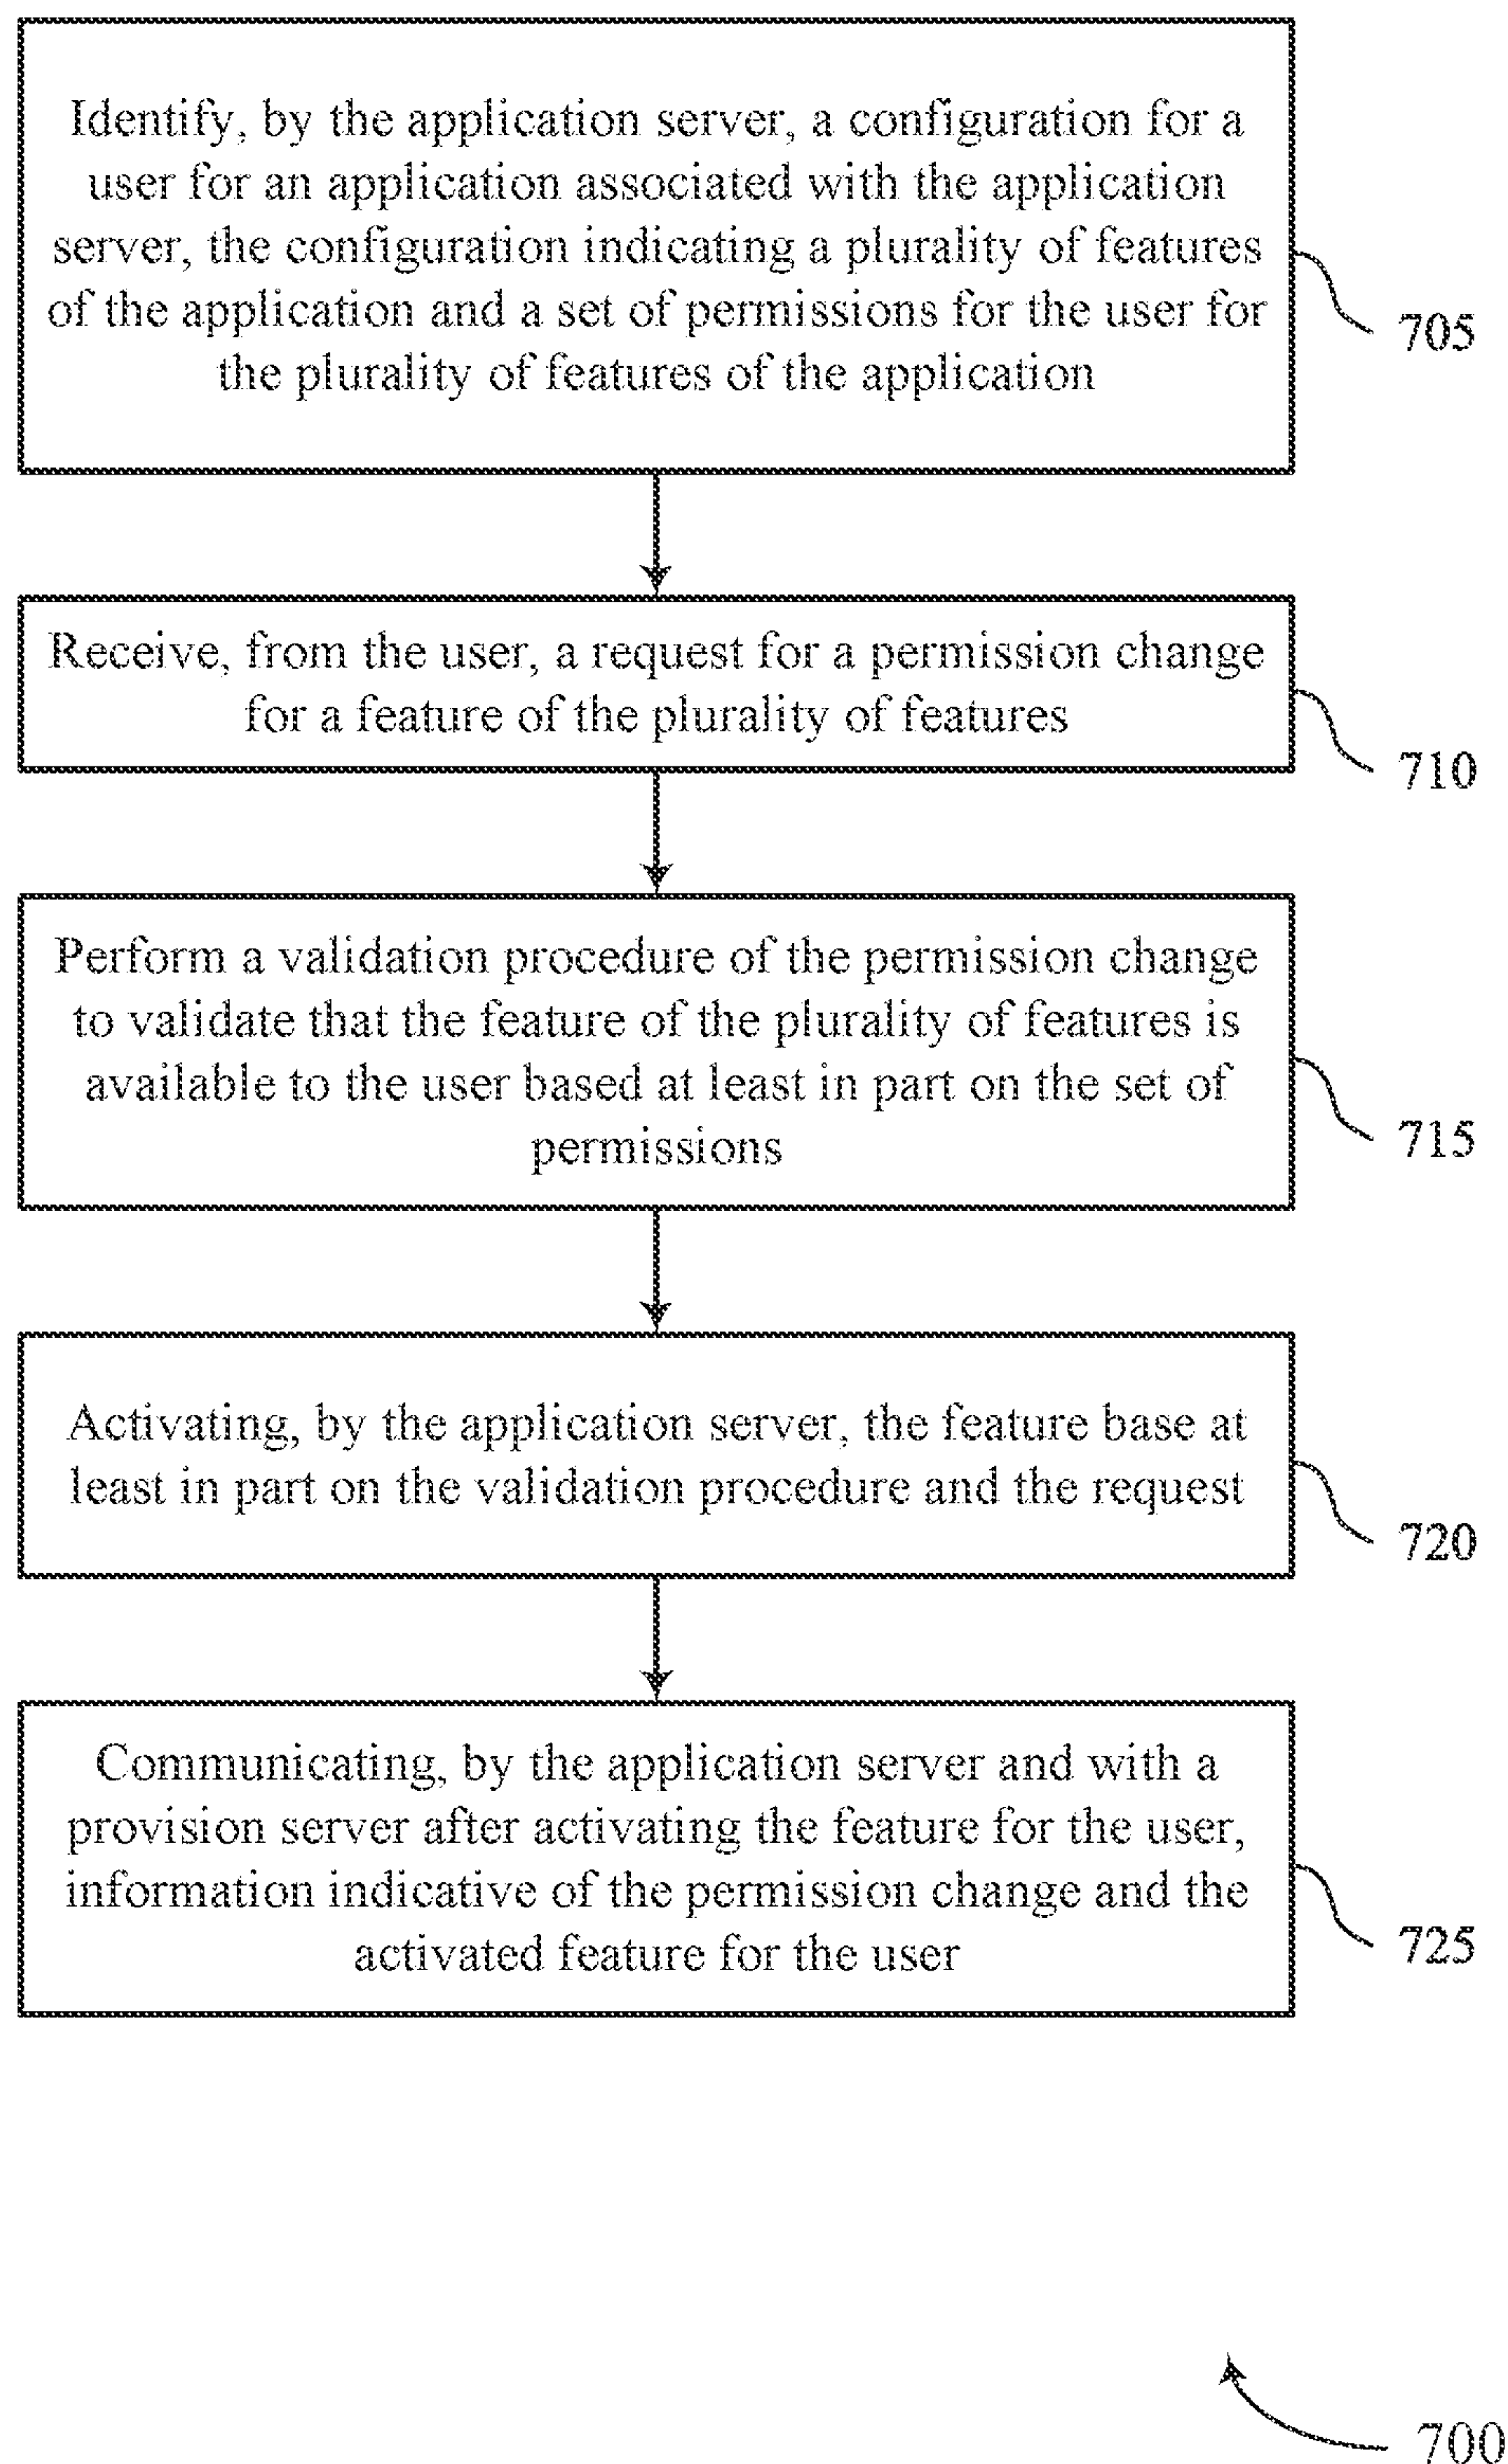 Identify, by the application server, a configuration for a
user for an application associated with the application
server, the configuration indicating a plurality of features
of the application and a set of permissions for the user for
the plurality of features of the application
705
Receive, from the user, a request for a permission change
for a feature of the plurality of features
710
Perform a validation procedure of the permission change
to validate that the feature of the plurality of features is
available to the user based at least in part on the set of
permissions
715
Activating, by the application server, the feature base at
least in part on the validation procedure and the request
720
Communicating, by the application server and with a
provision server after activating the feature for the user,
information indicative of the permission change and the
activated feature for the user
725
700